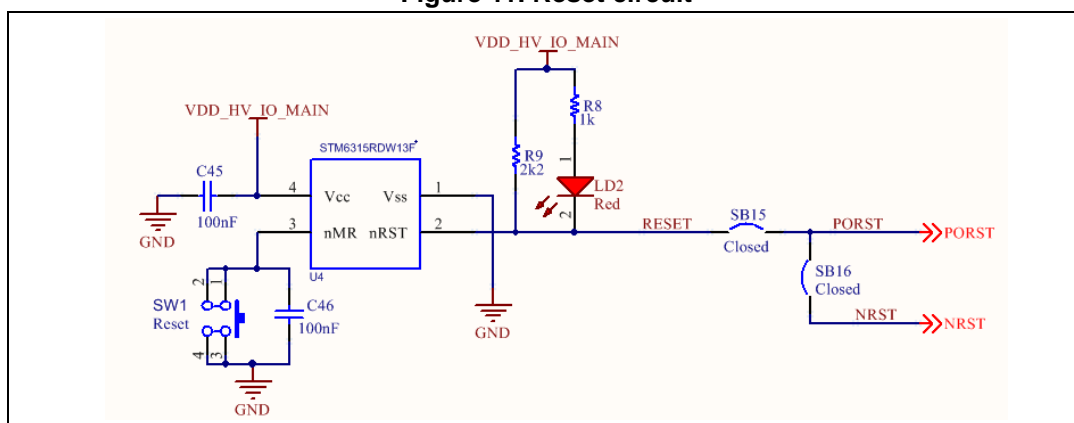 Figure 11. Reset circuit
VDD_HV_IO_MAIN
VDD_HV_IO_MAIN
R8
1k
STM6315RDW13F*
R9
2k2
C45
100nF
GND
4
Vcc
Vss
1
1
LD2
Red
2
3
nMR
nRST
2
RESET
SB15
Closed
PORST
PORST
U4
2
1
SW1
Reset
4
3
C46
100nF
GND
GND
SB16
Closed
NRST
NRST